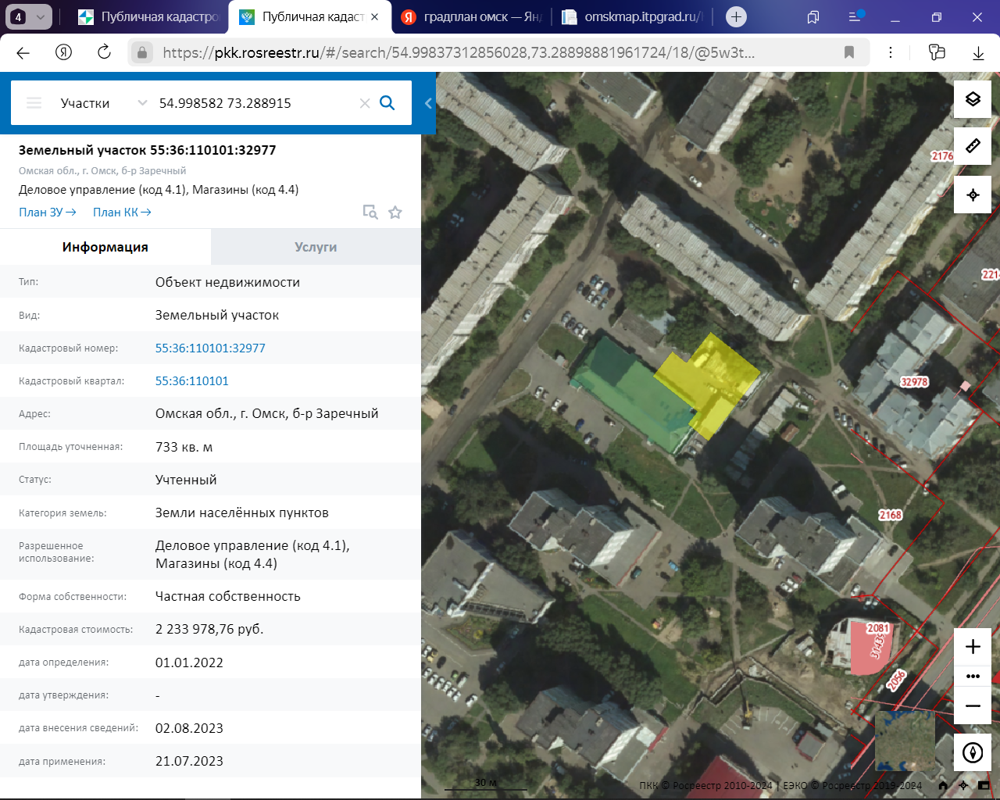 4
Публичная кадастро
Публичная кадаст
градплан омск — Ян
omskmap.itpgrad.ru/
https://pkk.rosreestr.ru/#/search/54.99837312856028,73.28898881961724/18/@5w3t...
Участки
54.998582 73.288915
Земельный участок 55:36:110101:32977
Омская обл., г. Омск, б-р Заречный
Деловое управление (код 4.1), Магазины (код 4.4)
План ЗУ →
План КК →
Информация
Услуги
Тип:
Объект недвижимости
Вид:
Земельный участок
Кадастровый номер:
55:36:110101:32977
Кадастровый квартал:
55:36:110101
Адрес:
Омская обл., г. Омск, б-р Заречный
Площадь уточненная:
733 кв. м
Статус:
Учтенный
Категория земель:
Земли населённых пунктов
Разрешенное
использование:
Деловое управление (код 4.1),
Магазины (код 4.4)
Форма собственности:
Частная собственность
Кадастровая стоимость:
2 233 978,76 руб.
дата определения:
01.01.2022
дата утверждения:
-
дата внесения сведений:
02.08.2023
дата применения:
21.07.2023
2176
221
32978
2168
2081
2056
30 м
ПКК © Росреестр 2010-2024 | ЕЭКО © Росреестр 2019-2024